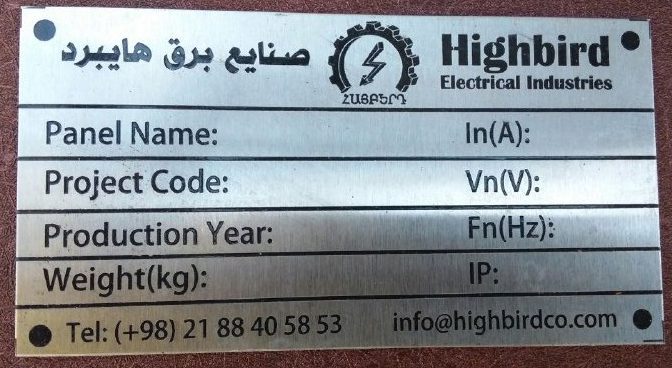 صنایع برق هایبرد
ՀԱՅԲԵՐԴ
Highbird
Electrical Industries
Panel Name: In(A):
Project Code: Vn(V):
Production Year: Fn(Hz):
Weight(kg): IP:
Tel: (+98) 21 88 40 58 53 info@highbirdco.com